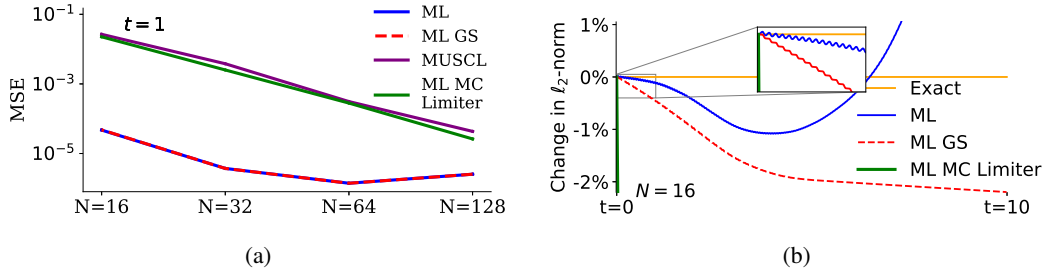 10⁻¹
10⁻³
10⁻⁵
MSE
t = 1
ML
ML GS
MUSCL
ML MC
Limiter
N=16
N=32
N=64
N=128
(a)
1%
0%
-1%
-2%
Change in ℓ₂-norm
Exact
ML
ML GS
ML MC Limiter
N = 16
t=0
t=10
(b)